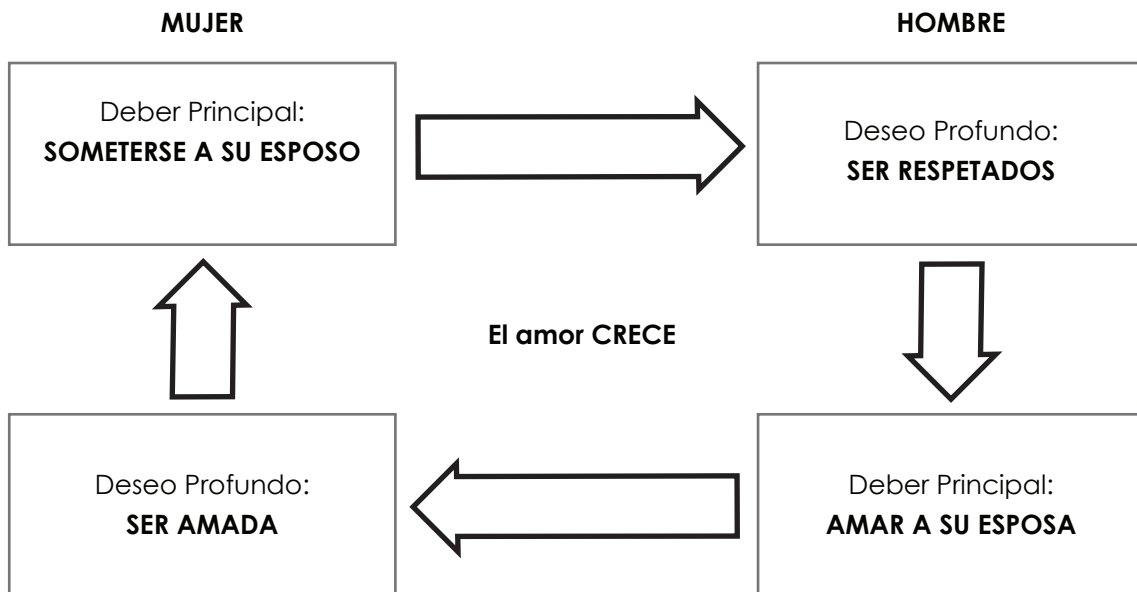 MUJER
HOMBRE
Deber Principal:
SOMETERSE A SU ESPOSO
Deseo Profundo:
SER RESPETADOS
El amor CRECE
Deseo Profundo:
SER AMADA
Deber Principal:
AMAR A SU ESPOSA